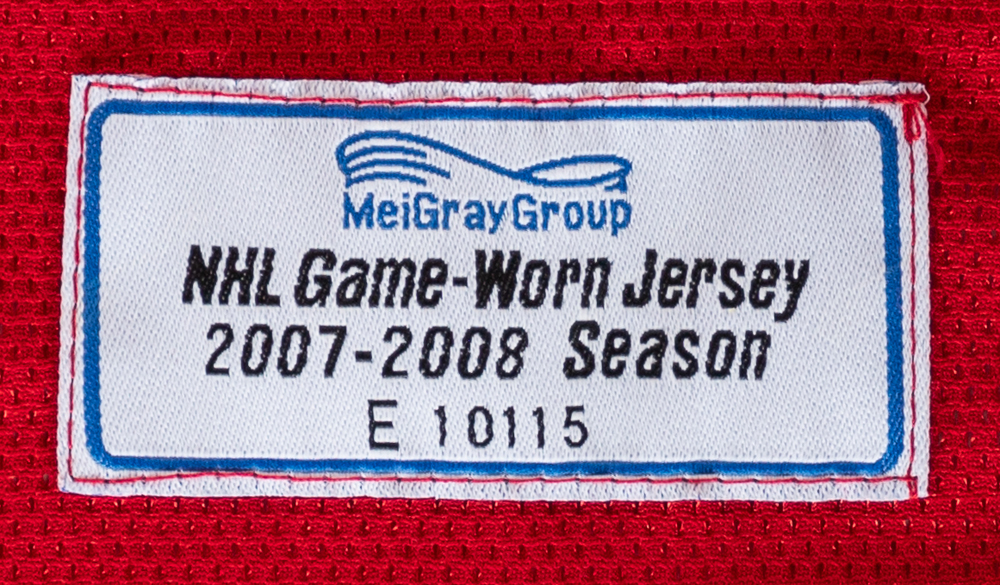 MeiGrayGroup
NHL Game-Worn Jersey
2007-2008 Season
E 10115